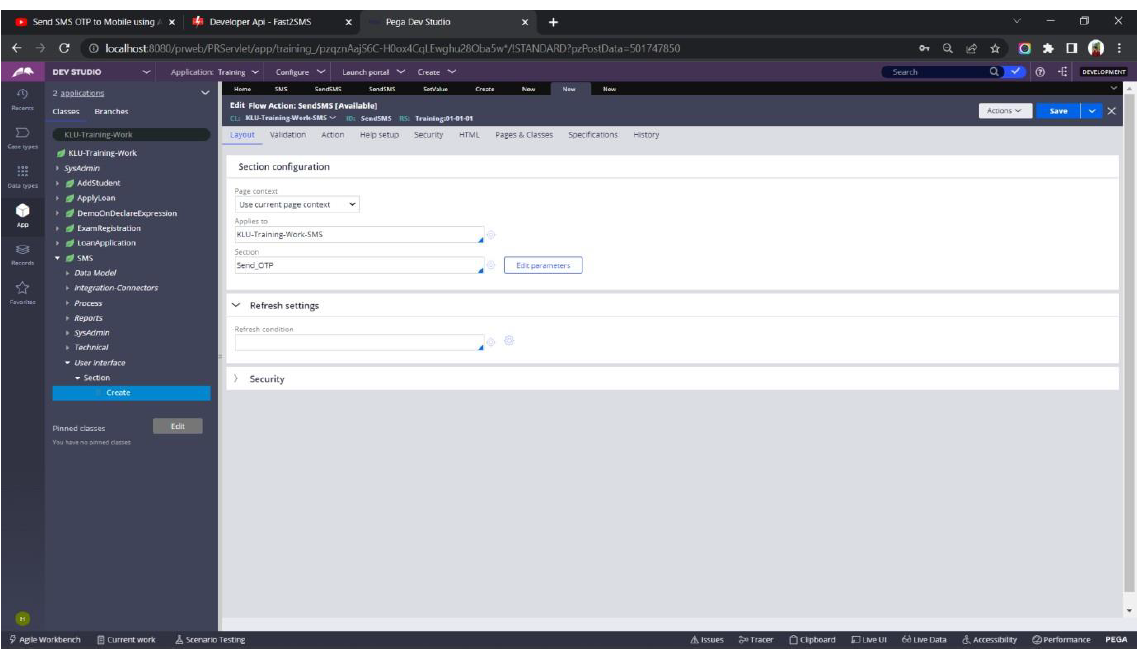 Send SMS OTP to Mobile using A
Developer Api - Fast2SMS
Pega Dev Studio
localhost:8080/prweb/PRServlet/app/training_/pzqznAajS6C-H0ox4CqLEwghu28Oba5w*/!STANDARD?pzPostData=501747850
DEV STUDIO
Application: Training
Configure
Launch portal
Create
Search
DEVELOPMENT
Recents
Case types
Data types
App
Records
Favorites
2 applications
Classes Branches
KLU-Training-Work
KLU-Training-Work
SysAdmin
AddStudent
ApplyLoan
DemoOnDeclareExpression
ExamRegistration
LoanApplication
SMS
Data Model
Integration-Connectors
Process
Reports
SysAdmin
Technical
User Interface
Section
Create
Pinned classes
Edit
You have no pinned classes
Home SMS SendSMS SendSMS SetValue Create New New New
Edit Flow Action: SendSMS [Available]
CL: KLU-Training-Work-SMS ID: SendSMS RS: Training:01-01-01
Actions
Save
Layout Validation Action Help setup Security HTML Pages & Classes Specifications History
Section configuration
Page context
Use current page context
Applies to
KLU-Training-Work-SMS
Section
Send_OTP
Edit parameters
Refresh settings
Refresh condition
Security
Agile Workbench
Current work
Scenario Testing
Issues
Tracer
Clipboard
Live UI
Live Data
Accessibility
Performance
PEGA